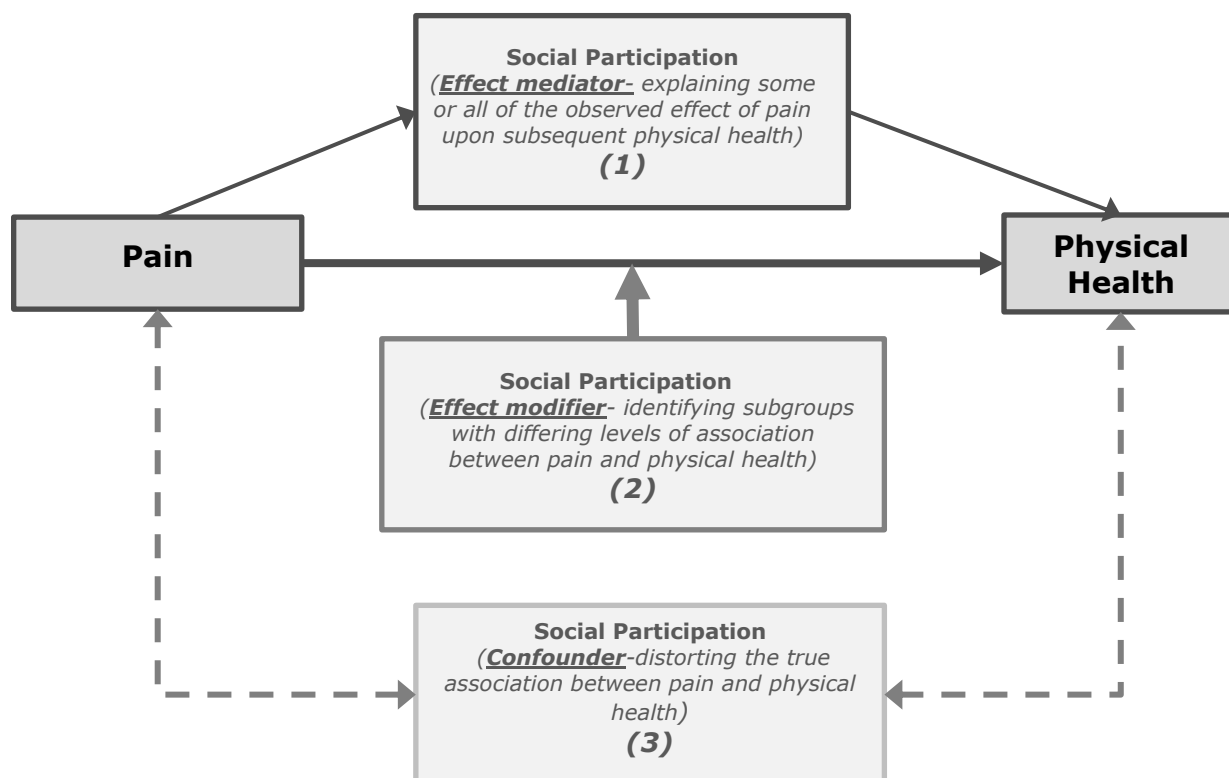 Social Participation
(Effect mediator- explaining some
or all of the observed effect of pain
upon subsequent physical health)
(1)
Pain
Physical
Health
Social Participation
(Effect modifier- identifying subgroups
with differing levels of association
between pain and physical health)
(2)
Social Participation
(Confounder-distorting the true
association between pain and physical
health)
(3)